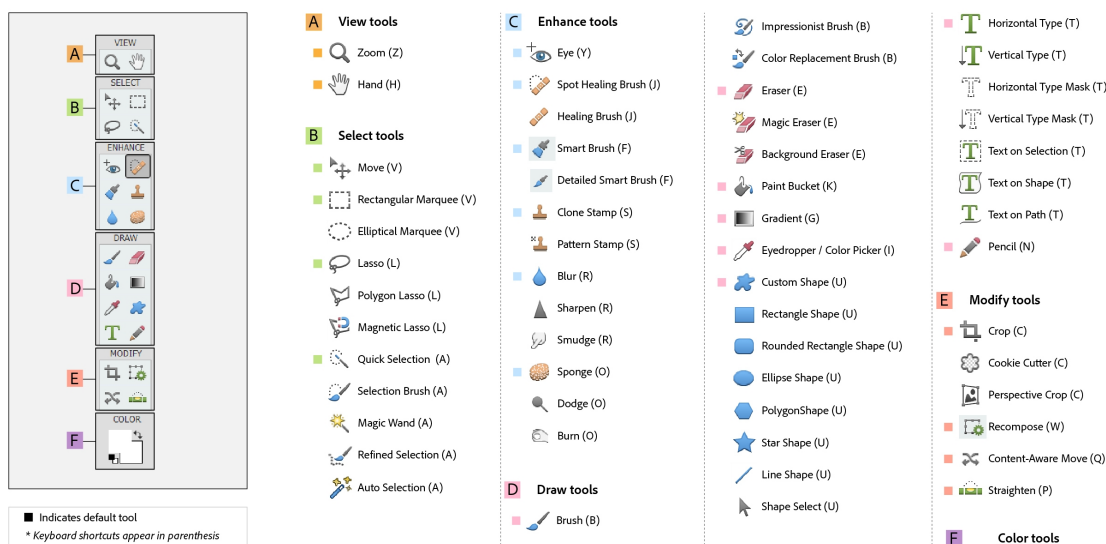 VIEW
A
SELECT
B
ENHANCE
C
DRAW
D
T
MODIFY
E
COLOR
F
Indicates default tool
* Keyboard shortcuts appear in parenthesis
A View tools
Zoom (Z)
Hand (H)
B Select tools
Move (V)
Rectangular Marquee (V)
Elliptical Marquee (V)
Lasso (L)
Polygon Lasso (L)
Magnetic Lasso (L)
Quick Selection (A)
Selection Brush (A)
Magic Wand (A)
Refined Selection (A)
Auto Selection (A)
C Enhance tools
Eye (Y)
Spot Healing Brush (J)
Healing Brush (J)
Smart Brush (F)
Detailed Smart Brush (F)
Clone Stamp (S)
Pattern Stamp (S)
Blur (R)
Sharpen (R)
Smudge (R)
Sponge (O)
Dodge (O)
Burn (O)
D Draw tools
Brush (B)
Impressionist Brush (B)
Color Replacement Brush (B)
Eraser (E)
Magic Eraser (E)
Background Eraser (E)
Paint Bucket (K)
Gradient (G)
Eyedropper / Color Picker (I)
Custom Shape (U)
Rectangle Shape (U)
Rounded Rectangle Shape (U)
Ellipse Shape (U)
PolygonShape (U)
Star Shape (U)
Line Shape (U)
Shape Select (U)
T Horizontal Type (T)
T Vertical Type (T)
T Horizontal Type Mask (T)
T Vertical Type Mask (T)
T Text on Selection (T)
T Text on Shape (T)
T Text on Path (T)
Pencil (N)
E Modify tools
Crop (C)
Cookie Cutter (C)
Perspective Crop (C)
Recompose (W)
Content-Aware Move (Q)
Straighten (P)
F Color tools